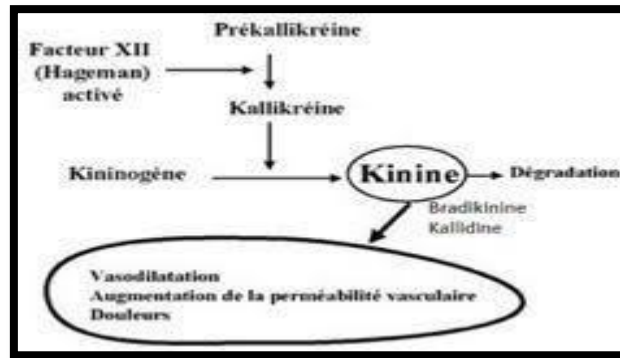 Prékallikréine
Facteur XII
(Hageman)
activé
Kallikréine
Kininogène
Kinine
Dégradation
Bradikinine
Kallidine
Vasodilatation
Augmentation de la perméabilité vasculaire
Douleurs